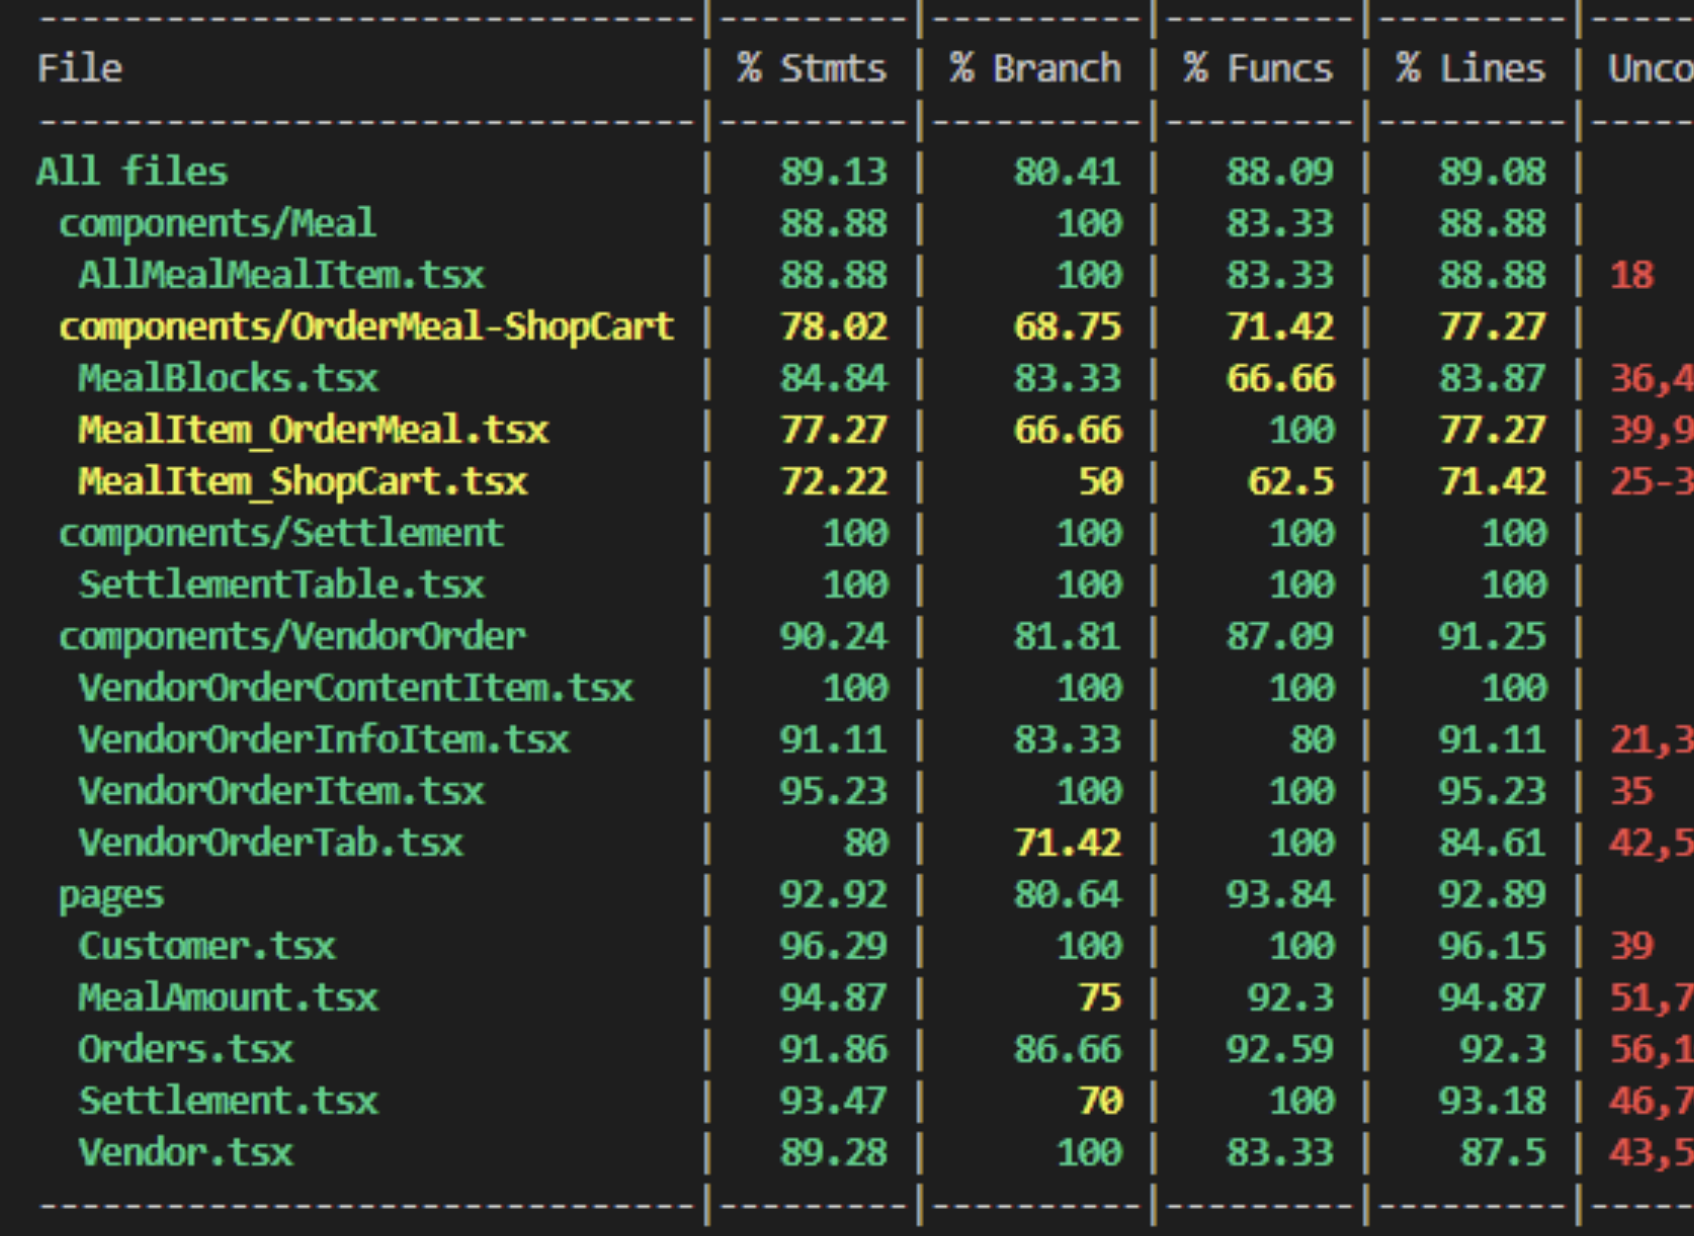 File | % Stmts | % Branch | % Funcs | % Lines | Unco
All files | 89.13 | 80.41 | 88.09 | 89.08 |
components/Meal | 88.88 | 100 | 83.33 | 88.88 |
AllMealMealItem.tsx | 88.88 | 100 | 83.33 | 88.88 | 18
components/OrderMeal-ShopCart | 78.02 | 68.75 | 71.42 | 77.27 |
MealBlocks.tsx | 84.84 | 83.33 | 66.66 | 83.87 | 36,4
MealItem_OrderMeal.tsx | 77.27 | 66.66 | 100 | 77.27 | 39,9
MealItem_ShopCart.tsx | 72.22 | 50 | 62.5 | 71.42 | 25-3
components/Settlement | 100 | 100 | 100 | 100 |
SettlementTable.tsx | 100 | 100 | 100 | 100 |
components/VendorOrder | 90.24 | 81.81 | 87.09 | 91.25 |
VendorOrderContentItem.tsx | 100 | 100 | 100 | 100 |
VendorOrderInfoItem.tsx | 91.11 | 83.33 | 80 | 91.11 | 21,3
VendorOrderItem.tsx | 95.23 | 100 | 100 | 95.23 | 35
VendorOrderTab.tsx | 80 | 71.42 | 100 | 84.61 | 42,5
pages | 92.92 | 80.64 | 93.84 | 92.89 |
Customer.tsx | 96.29 | 100 | 100 | 96.15 | 39
MealAmount.tsx | 94.87 | 75 | 92.3 | 94.87 | 51,7
Orders.tsx | 91.86 | 86.66 | 92.59 | 92.3 | 56,1
Settlement.tsx | 93.47 | 70 | 100 | 93.18 | 46,7
Vendor.tsx | 89.28 | 100 | 83.33 | 87.5 | 43,5